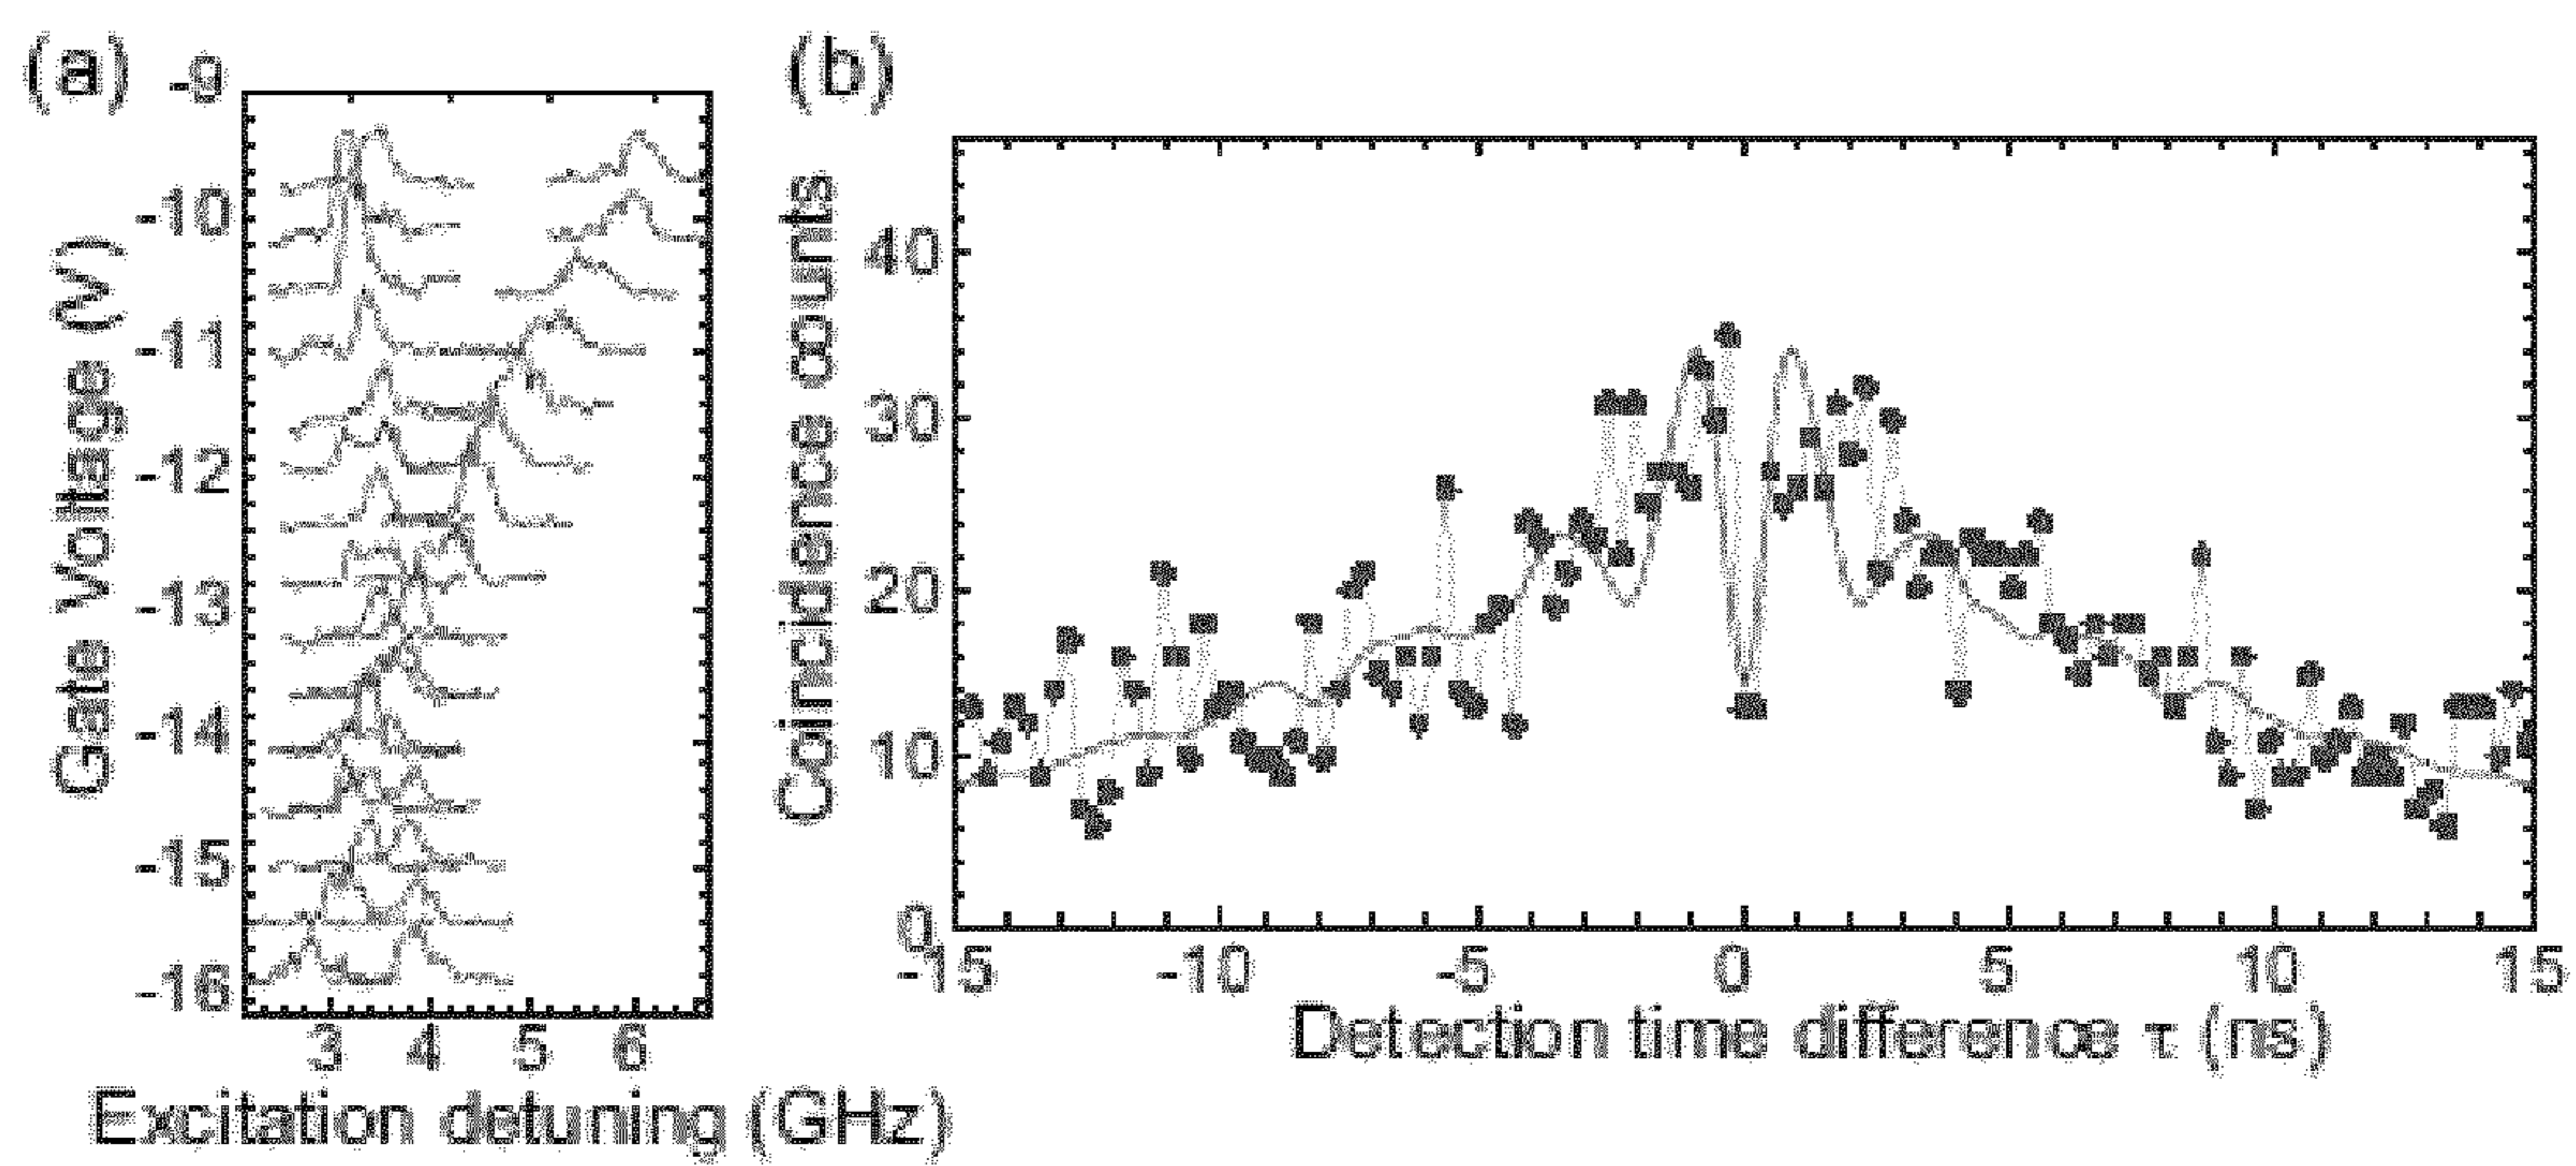 (a)
-9
-10
-11
-12
-13
-14
-15
-16
Gate Voltage (V)
3 4 5 6
Excitation detuning (GHz)
(b)
40
30
20
10
0
Coincidence counts
-15 -10 -5 0 5 10 15
Detection time difference τ (ns)